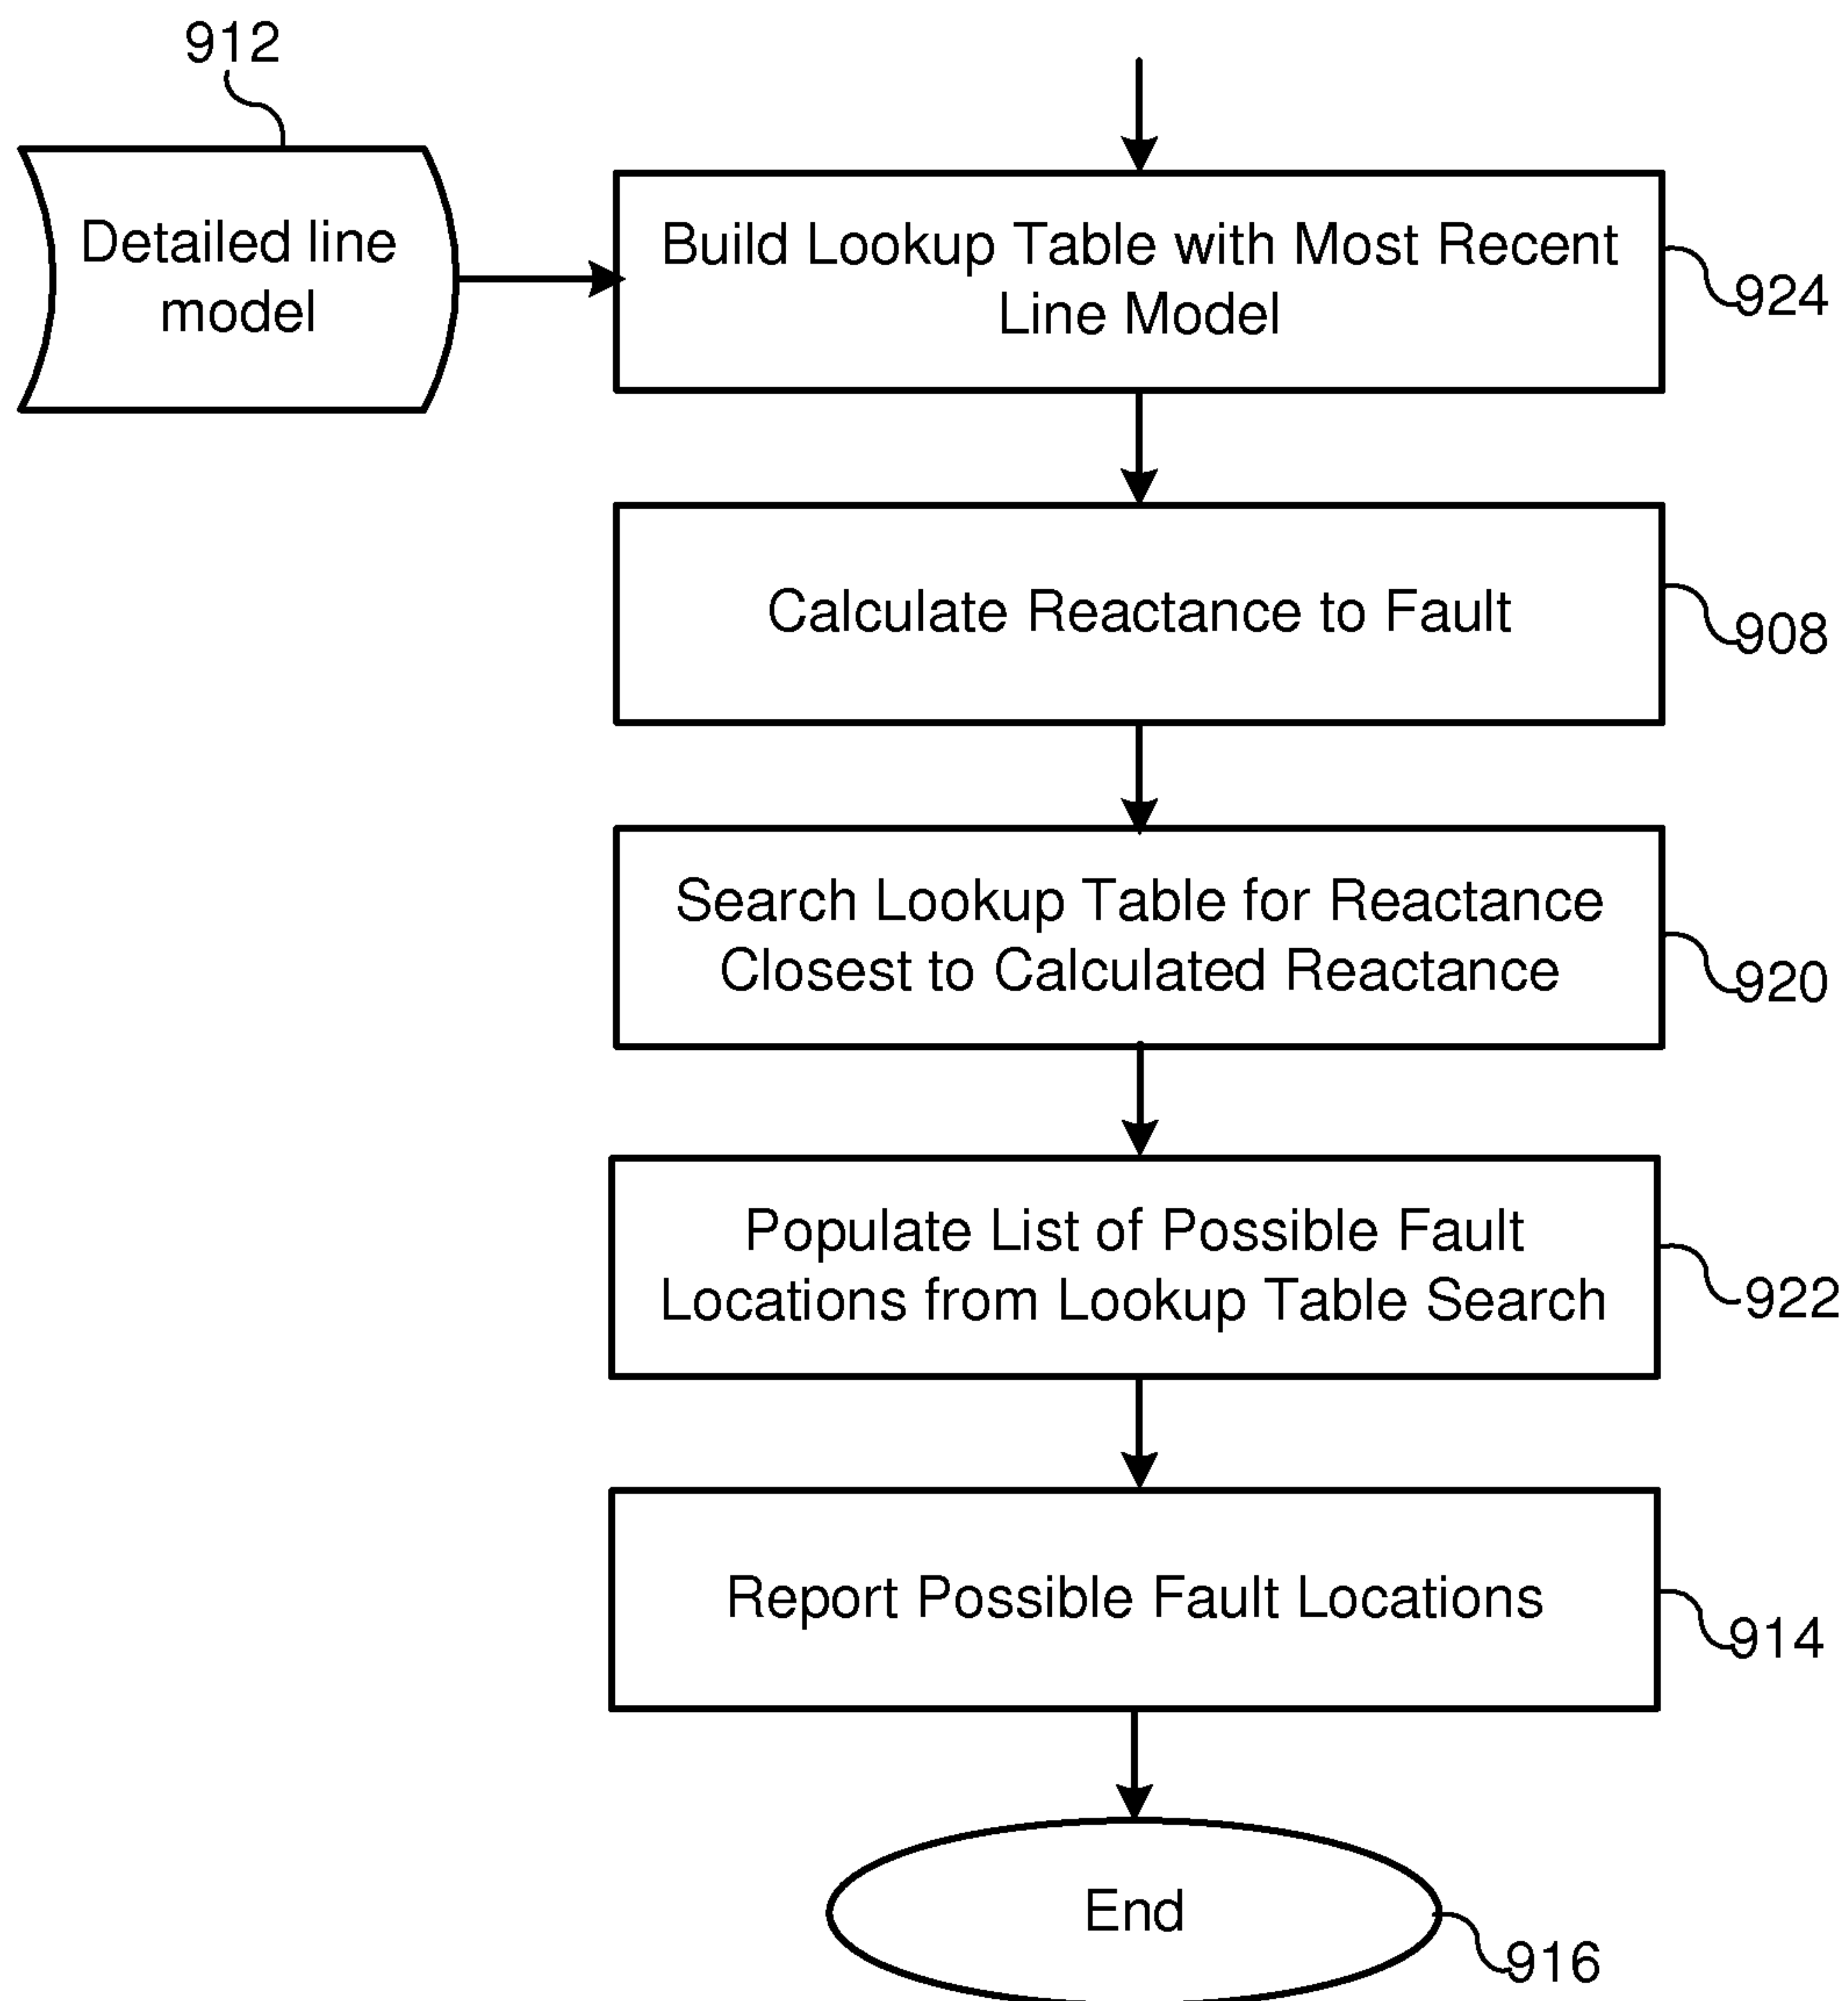 912
Detailed line
model
Build Lookup Table with Most Recent
Line Model
924
Calculate Reactance to Fault
908
Search Lookup Table for Reactance
Closest to Calculated Reactance
920
Populate List of Possible Fault
Locations from Lookup Table Search
922
Report Possible Fault Locations
914
End
916